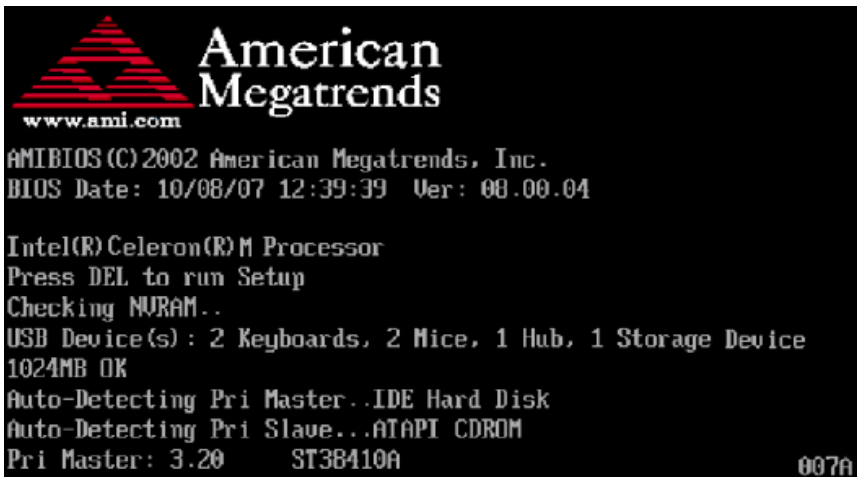 American
Megatrends
www.ami.com
AMIBIOS(C)2002 American Megatrends, Inc.
BIOS Date: 10/08/07 12:39:39 Ver: 08.00.04
Intel(R)Celeron(R)M Processor
Press DEL to run Setup
Checking NVRAM..
USB Device(s): 2 Keyboards, 2 Mice, 1 Hub, 1 Storage Device
1024MB OK
Auto-Detecting Pri Master..IDE Hard Disk
Auto-Detecting Pri Slave...ATAPI CDROM
Pri Master: 3.20 ST38410A
007A